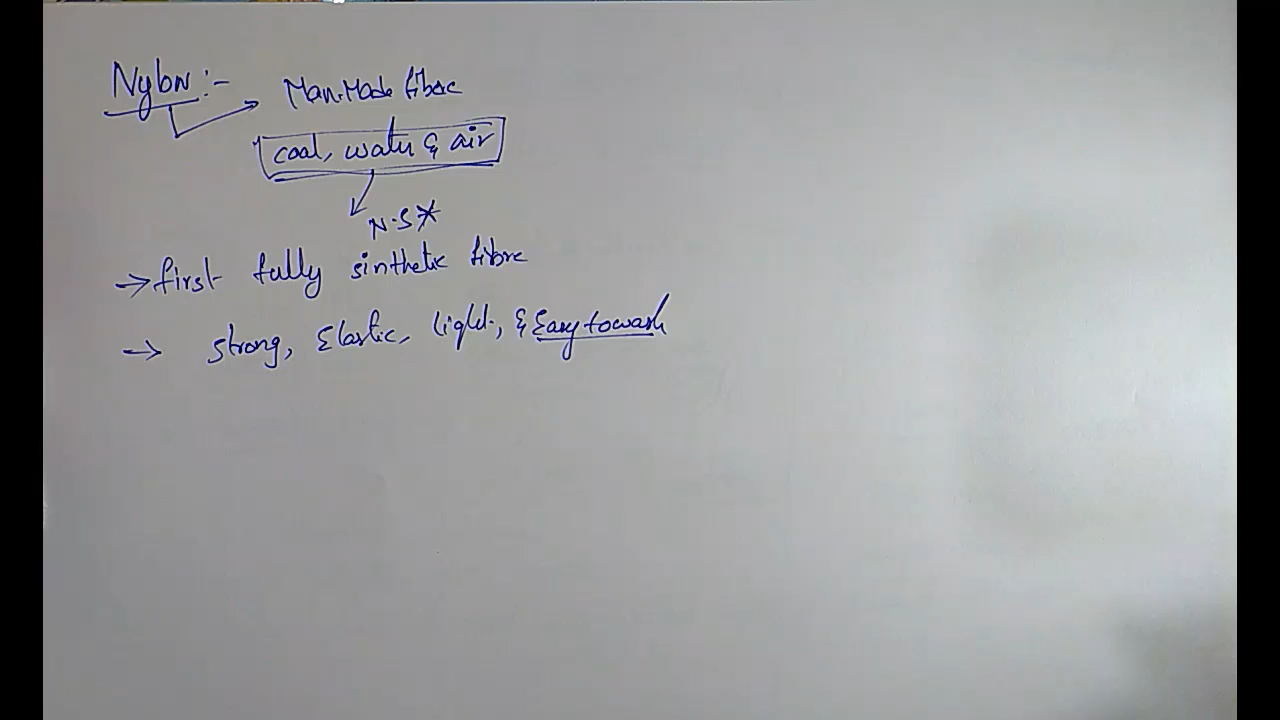 Nylon :-
Man.Made fibre
coal, water & air
N.S*
→ first fully sinthetic fibre
→ strong, Elastic, light, & Easy to wash